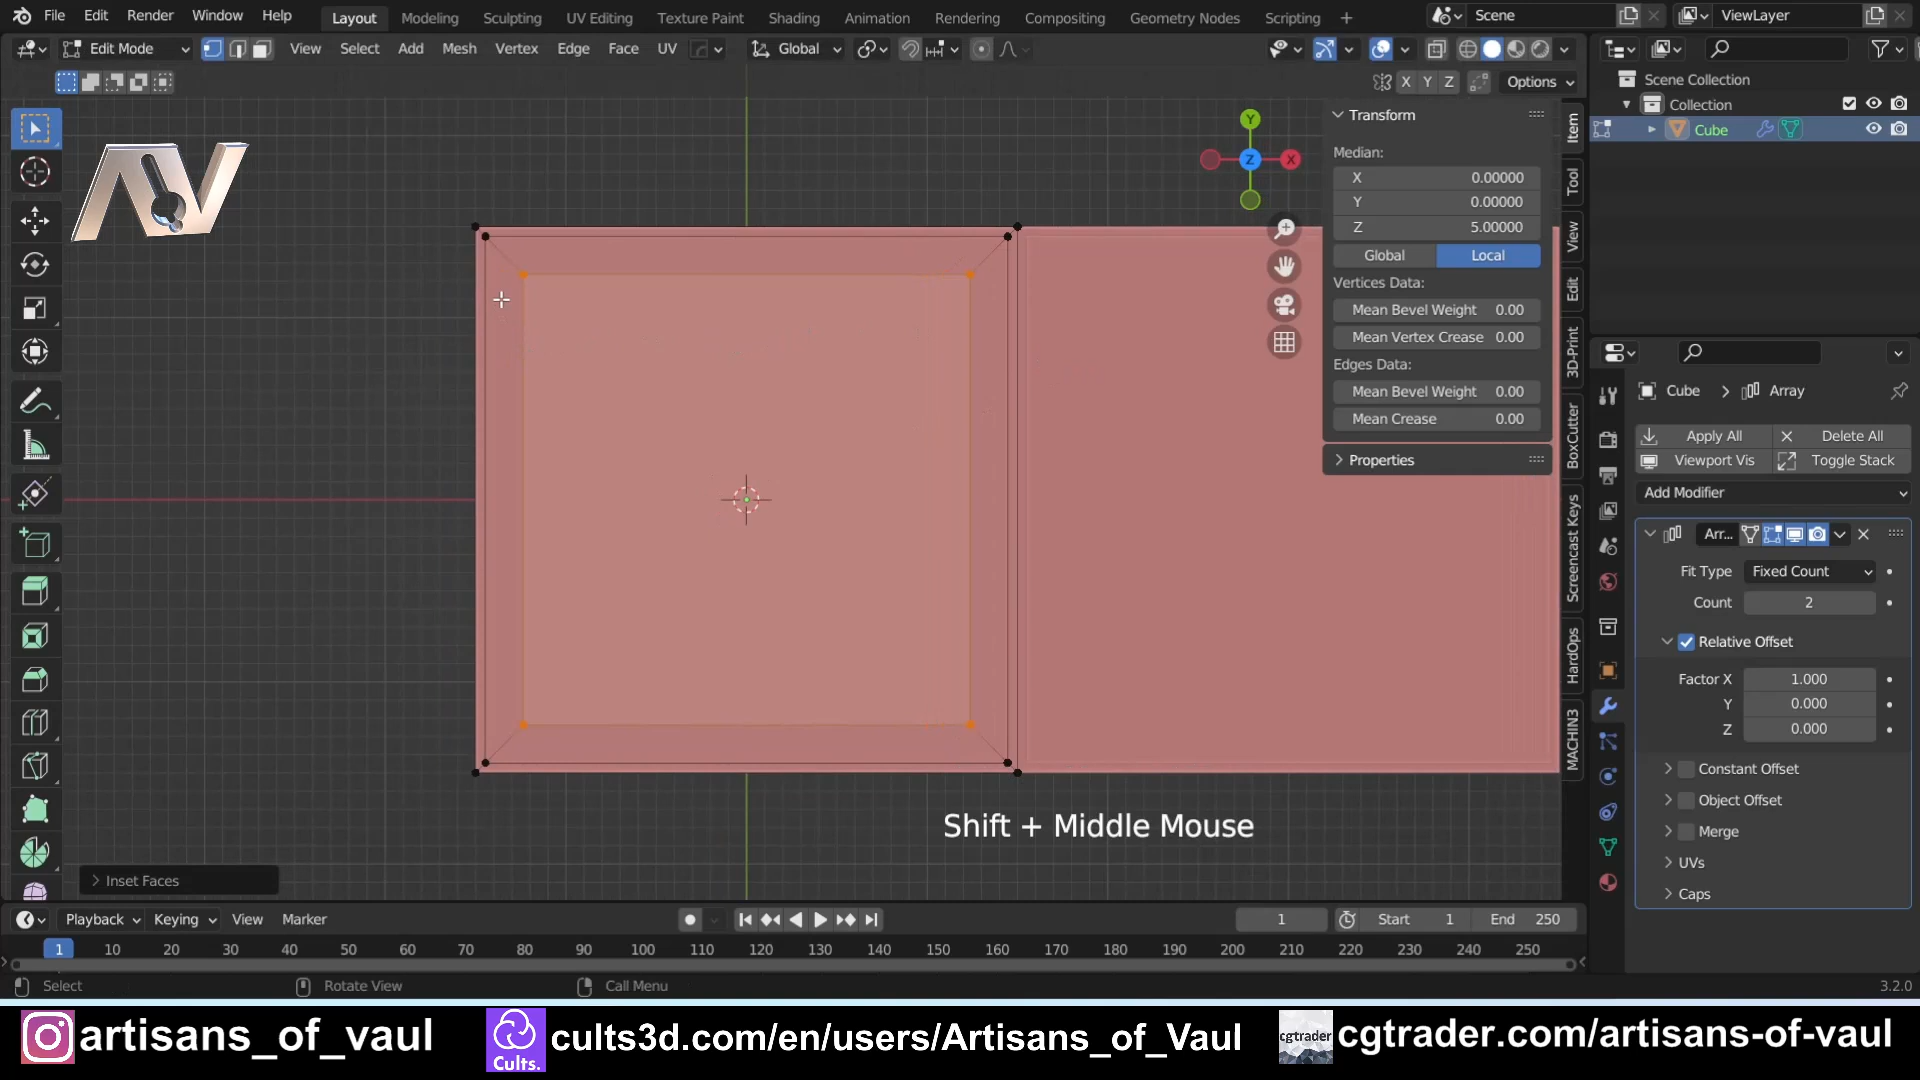 File Edit Render Window Help Layout Modeling Sculpting UV Editing Texture Paint Shading Animation Rendering Compositing Geometry Nodes Scripting + Scene ViewLayer
Edit Mode View Select Add Mesh Vertex Edge Face UV Global
X Y Z Options
Scene Collection
Collection
Cube
AV
Y
Z X
Transform
Median:
X 0.00000
Y 0.00000
Z 5.00000
Global Local
Vertices Data:
Mean Bevel Weight 0.00
Mean Vertex Crease 0.00
Edges Data:
Mean Bevel Weight 0.00
Mean Crease 0.00
Properties
Item
Tool
View
Edit
3D-Print
BoxCutter
Screencast Keys
HardOps
MACHIN3
Cube Array
Apply All Delete All
Viewport Vis Toggle Stack
Add Modifier
Arr...
Fit Type Fixed Count
Count 2
Relative Offset
Factor X 1.000
Y 0.000
Z 0.000
Constant Offset
Object Offset
Merge
UVs
Caps
Shift + Middle Mouse
Inset Faces
Playback Keying View Marker 1 Start 1 End 250
1 10 20 30 40 50 60 70 80 90 100 110 120 130 140 150 160 170 180 190 200 210 220 230 240 250
Select Rotate View Call Menu 3.2.0
artisans_of_vaul
Cults.
cults3d.com/en/users/Artisans_of_Vaul
cgtrader
cgtrader.com/artisans-of-vaul